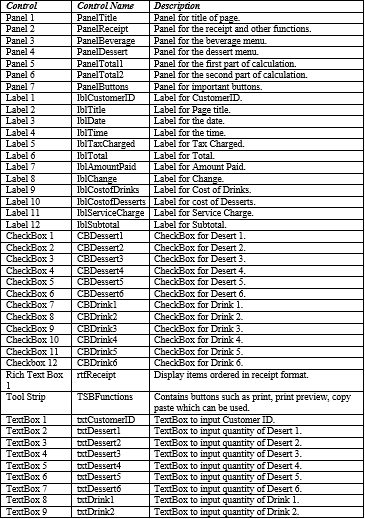 Control Control Name Description
Panel 1 PanelTitle Panel for title of page.
Panel 2 PanelReceipt Panel for the receipt and other functions.
Panel 3 PanelBeverage Panel for the beverage menu.
Panel 4 PanelDessert Panel for the dessert menu.
Panel 5 PanelTotal1 Panel for the first part of calculation.
Panel 6 PanelTotal2 Panel for the second part of calculation.
Panel 7 PanelButtons Panel for important buttons.
Label 1 lblCustomerID Label for CustomerID.
Label 2 lblTitle Label for Page title.
Label 3 lblDate Label for the date.
Label 4 lblTime Label for the time.
Label 5 lblTaxCharged Label for Tax Charged.
Label 6 lblTotal Label for Total.
Label 7 lblAmountPaid Label for Amount Paid.
Label 8 lblChange Label for Change.
Label 9 lblCostofDrinks Label for Cost of Drinks.
Label 10 lblCostofDesserts Label for cost of Desserts.
Label 11 lblServiceCharge Label for Service Charge.
Label 12 lblSubtotal Label for Subtotal.
CheckBox 1 CBDessert1 CheckBox for Desert 1.
CheckBox 2 CBDessert2 CheckBox for Desert 2.
CheckBox 3 CBDessert3 CheckBox for Desert 3.
CheckBox 4 CBDessert4 CheckBox for Desert 4.
CheckBox 5 CBDessert5 CheckBox for Desert 5.
CheckBox 6 CBDessert6 CheckBox for Desert 6.
CheckBox 7 CBDrink1 CheckBox for Drink 1.
CheckBox 8 CBDrink2 CheckBox for Drink 2.
CheckBox 9 CBDrink3 CheckBox for Drink 3.
CheckBox 10 CBDrink4 CheckBox for Drink 4.
CheckBox 11 CBDrink5 CheckBox for Drink 5.
Checkbox 12 CBDrink6 CheckBox for Drink 6.
Rich Text Box rtfReceipt Display items ordered in receipt format.
1
Tool Strip TSBFunctions Contains buttons such as print, print preview, copy
paste which can be used.
TextBox 1 txtCustomerID TextBox to input Customer ID.
TextBox 2 txtDessert1 TextBox to input quantity of Desert 1.
TextBox 3 txtDessert2 TextBox to input quantity of Desert 2.
TextBox 4 txtDessert3 TextBox to input quantity of Desert 3.
TextBox 5 txtDessert4 TextBox to input quantity of Desert 4.
TextBox 6 txtDessert5 TextBox to input quantity of Desert 5.
TextBox 7 txtDessert6 TextBox to input quantity of Desert 6.
TextBox 8 txtDrink1 TextBox to input quantity of Drink 1.
TextBox 9 txtDrink2 TextBox to input quantity of Drink 2.